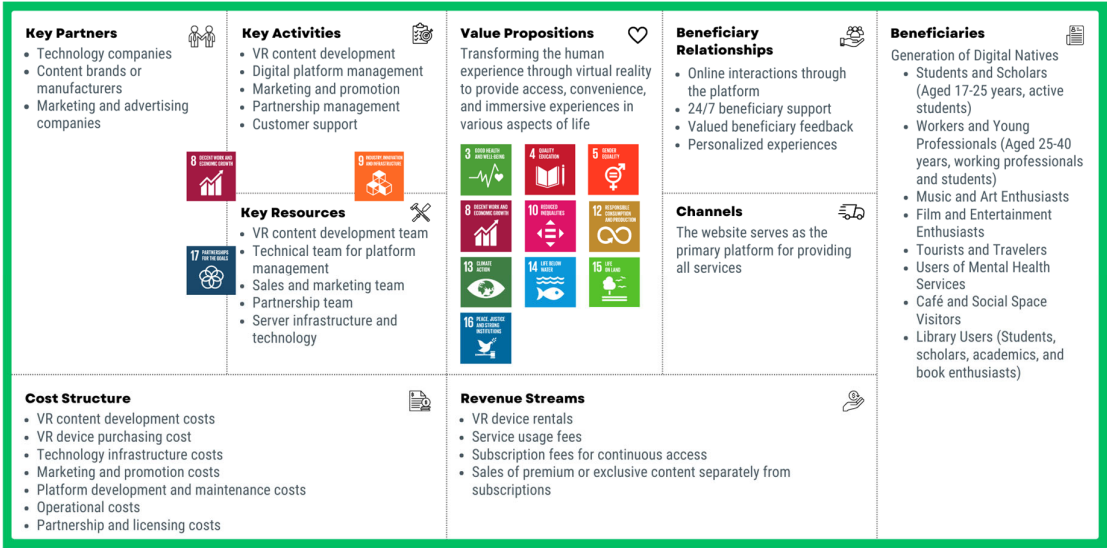 Key Partners
• Technology companies
• Content brands or
manufacturers
• Marketing and advertising
companies
8 DECENT WORK AND
ECONOMIC GROWTH
17 PARTNERSHIPS
FOR THE GOALS
Key Activities
• VR content development
• Digital platform management
• Marketing and promotion
• Partnership management
• Customer support
9 INDUSTRY, INNOVATION
AND INFRASTRUCTURE
Key Resources
• VR content development team
• Technical team for platform
management
• Sales and marketing team
• Partnership team
• Server infrastructure and
technology
Value Propositions
Transforming the human
experience through virtual reality
to provide access, convenience,
and immersive experiences in
various aspects of life
3 GOOD HEALTH
AND WELL-BEING
4 QUALITY
EDUCATION
5 GENDER
EQUALITY
8 DECENT WORK AND
ECONOMIC GROWTH
10 REDUCED
INEQUALITIES
12 RESPONSIBLE
CONSUMPTION
AND PRODUCTION
13 CLIMATE
ACTION
14 LIFE BELOW
WATER
15 LIFE
ON LAND
16 PEACE, JUSTICE
AND STRONG
INSTITUTIONS
Beneficiary
Relationships
• Online interactions through
the platform
• 24/7 beneficiary support
• Valued beneficiary feedback
• Personalized experiences
Channels
The website serves as the
primary platform for providing
all services
Beneficiaries
Generation of Digital Natives
• Students and Scholars
(Aged 17-25 years, active
students)
• Workers and Young
Professionals (Aged 25-40
years, working professionals
and students)
• Music and Art Enthusiasts
• Film and Entertainment
Enthusiasts
• Tourists and Travelers
• Users of Mental Health
Services
• Café and Social Space
Visitors
• Library Users (Students,
scholars, academics, and
book enthusiasts)
Cost Structure
• VR content development costs
• VR device purchasing cost
• Technology infrastructure costs
• Marketing and promotion costs
• Platform development and maintenance costs
• Operational costs
• Partnership and licensing costs
Revenue Streams
• VR device rentals
• Service usage fees
• Subscription fees for continuous access
• Sales of premium or exclusive content separately from
subscriptions